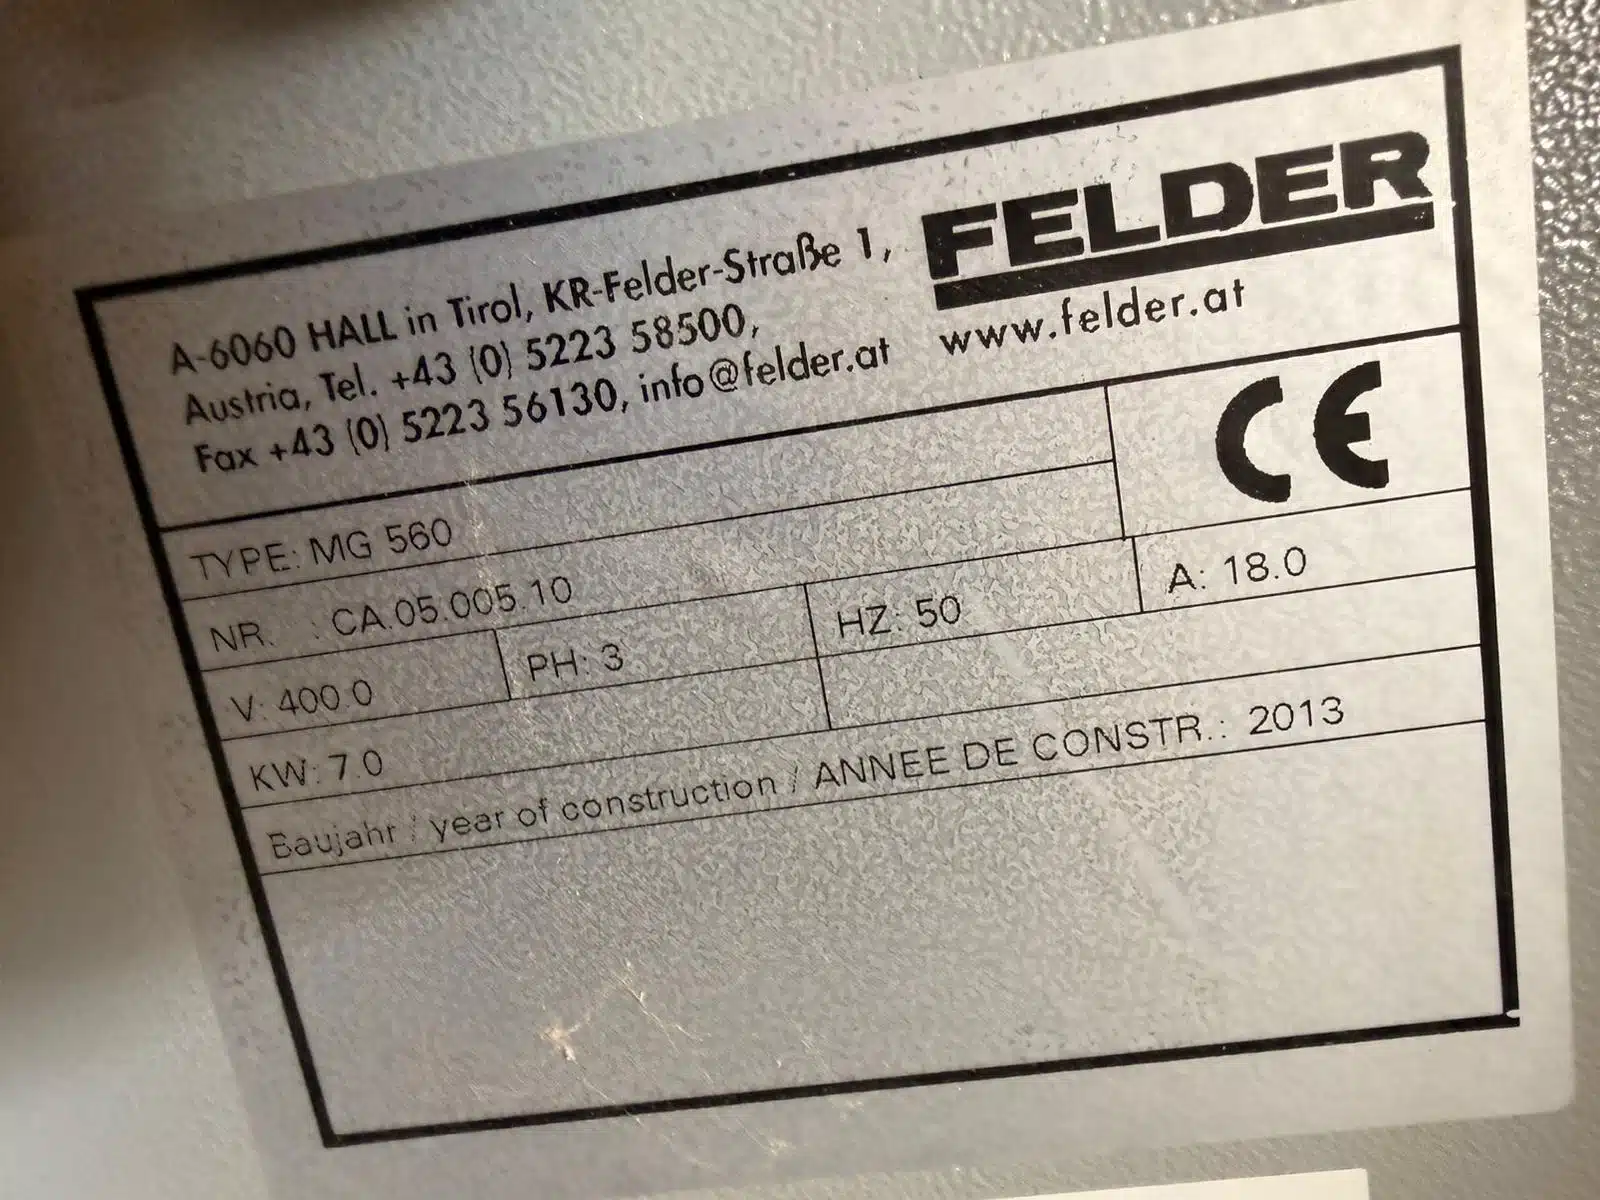 FELDER
www.felder.at
A-6060 HALL in Tirol, KR-Felder-Straße 1,
Austria, Tel. +43 (0) 5223 58500,
Fax +43 (0) 5223 56130, info@felder.at
CE
TYPE: MG 560
NR. : CA.05.005.10
V: 400.0 PH: 3 HZ: 50 A: 18.0
KW: 7.0
Baujahr / year of construction / ANNEE DE CONSTR.: 2013